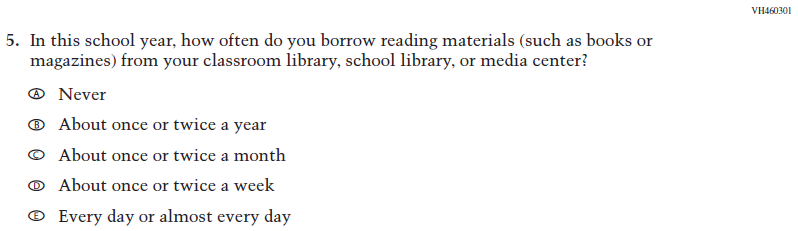 VH460301
5. In this school year, how often do you borrow reading materials (such as books or
magazines) from your classroom library, school library, or media center?
A Never
B About once or twice a year
C About once or twice a month
D About once or twice a week
E Every day or almost every day